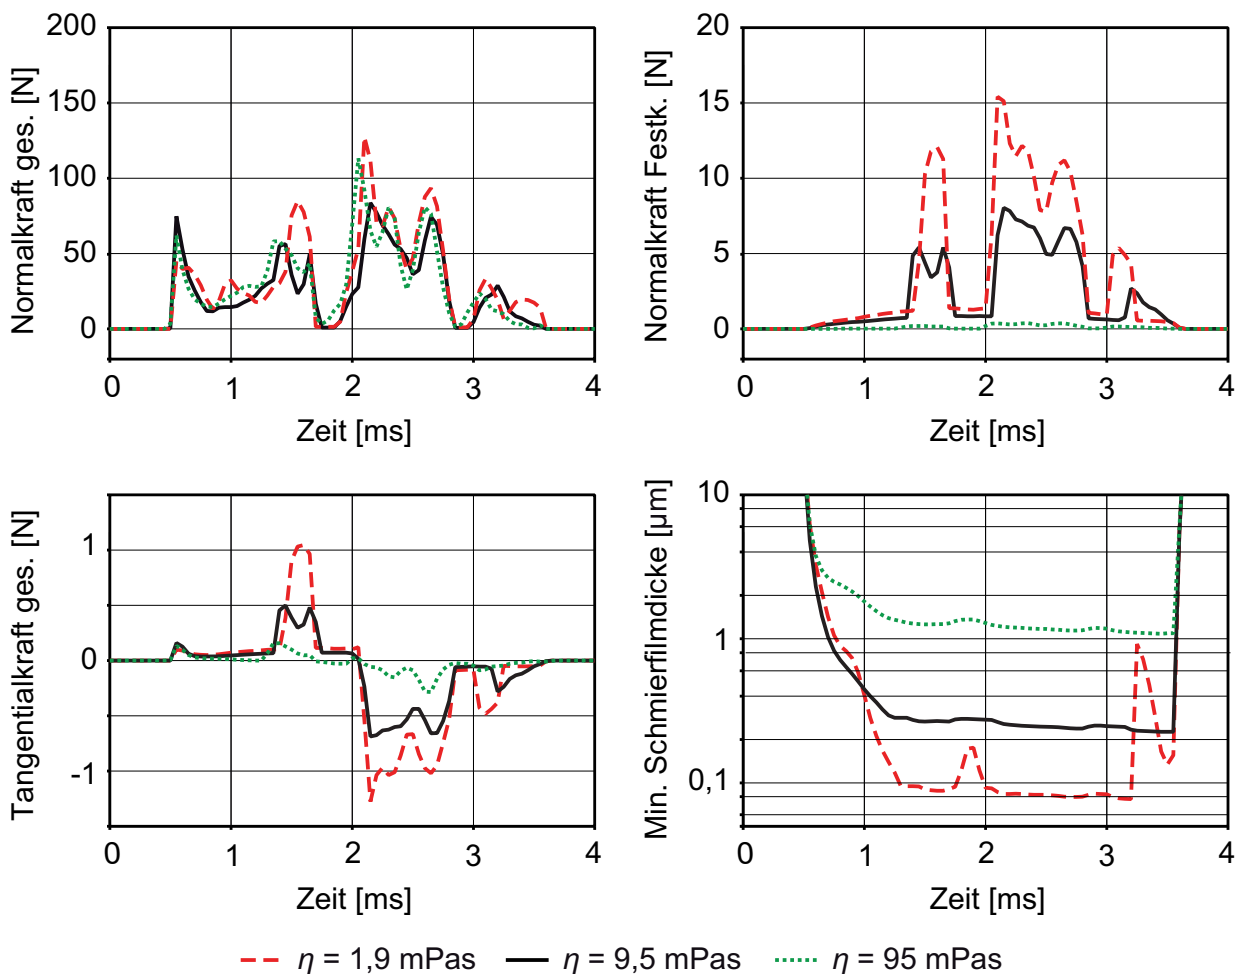 Normalkraft ges. [N]
200
150
100
50
0
0 1 2 3 4
Zeit [ms]
Normalkraft Festk. [N]
20
15
10
5
0
0 1 2 3 4
Zeit [ms]
Tangentialkraft ges. [N]
1
0
-1
0 1 2 3 4
Zeit [ms]
Min. Schmierfilmdicke [µm]
10
1
0,1
0 1 2 3 4
Zeit [ms]
η = 1,9 mPas η = 9,5 mPas η = 95 mPas